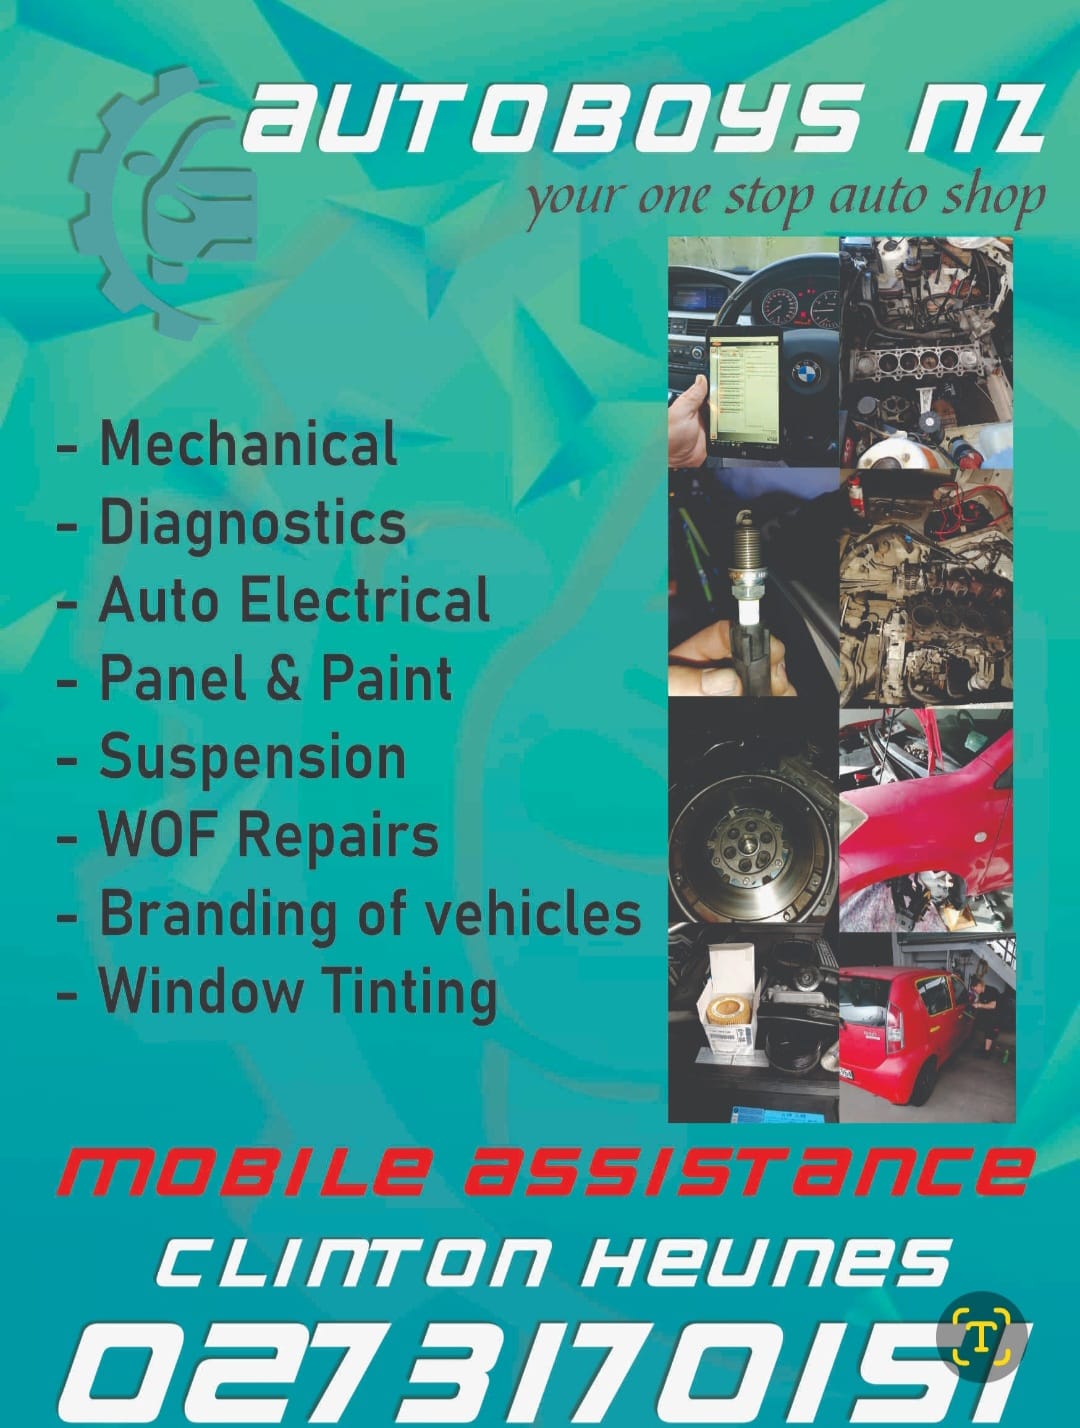 AUTOBOYS NZ
your one stop auto shop
- Mechanical
- Diagnostics
- Auto Electrical
- Panel & Paint
- Suspension
- WOF Repairs
- Branding of vehicles
- Window Tinting
MOBILE ASSISTANCE
CLINTON HEUNES
0273170151